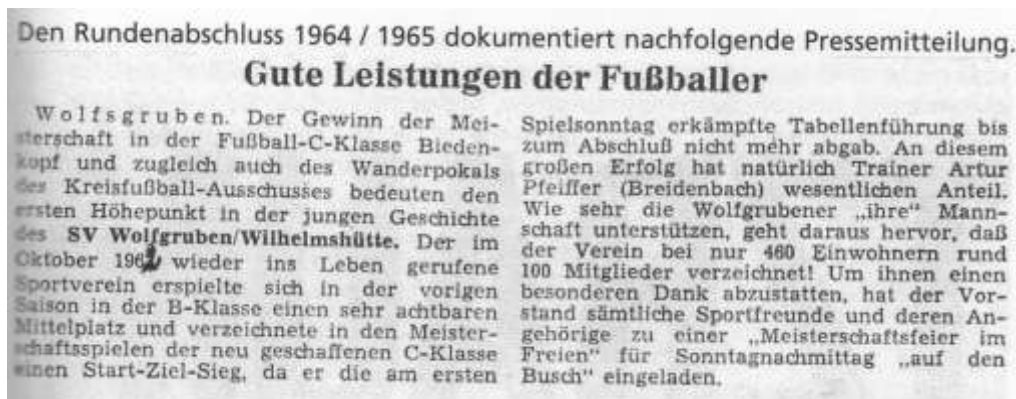 Den Rundenabschluss 1964 / 1965 dokumentiert nachfolgende Pressemitteilung.
Gute Leistungen der Fußballer
Wolfsgruben. Der Gewinn der Mei-
sterschaft in der Fußball-C-Klasse Bieden-
kopf und zugleich auch des Wanderpokals
des Kreisfußball-Ausschusses bedeuten den
ersten Höhepunkt in der jungen Geschichte
des SV Wolfgruben/Wilhelmshütte. Der im
Oktober wieder ins Leben gerufene
Sportverein erspielte sich in der vorigen
Saison in der B-Klasse einen sehr achtbaren
Mittelplatz und verzeichnete in den Meister-
schaftsspielen der neu geschaffenen C-Klasse
einen Start-Ziel-Sieg, da er die am ersten
Spielsonntag erkämpfte Tabellenführung bis
zum Abschluß nicht mehr abgab. An diesem
großen Erfolg hat natürlich Trainer Artur
Pfeiffer (Breidenbach) wesentlichen Anteil.
Wie sehr die Wolfgrubener „ihre“ Mann-
schaft unterstützen, geht daraus hervor, daß
der Verein bei nur 460 Einwohnern rund
100 Mitglieder verzeichnet! Um ihnen einen
besonderen Dank abzustatten, hat der Vor-
stand sämtliche Sportfreunde und deren An-
gehörige zu einer „Meisterschaftsfeier im
Freien“ für Sonntagnachmittag „auf den
Busch“ eingeladen.